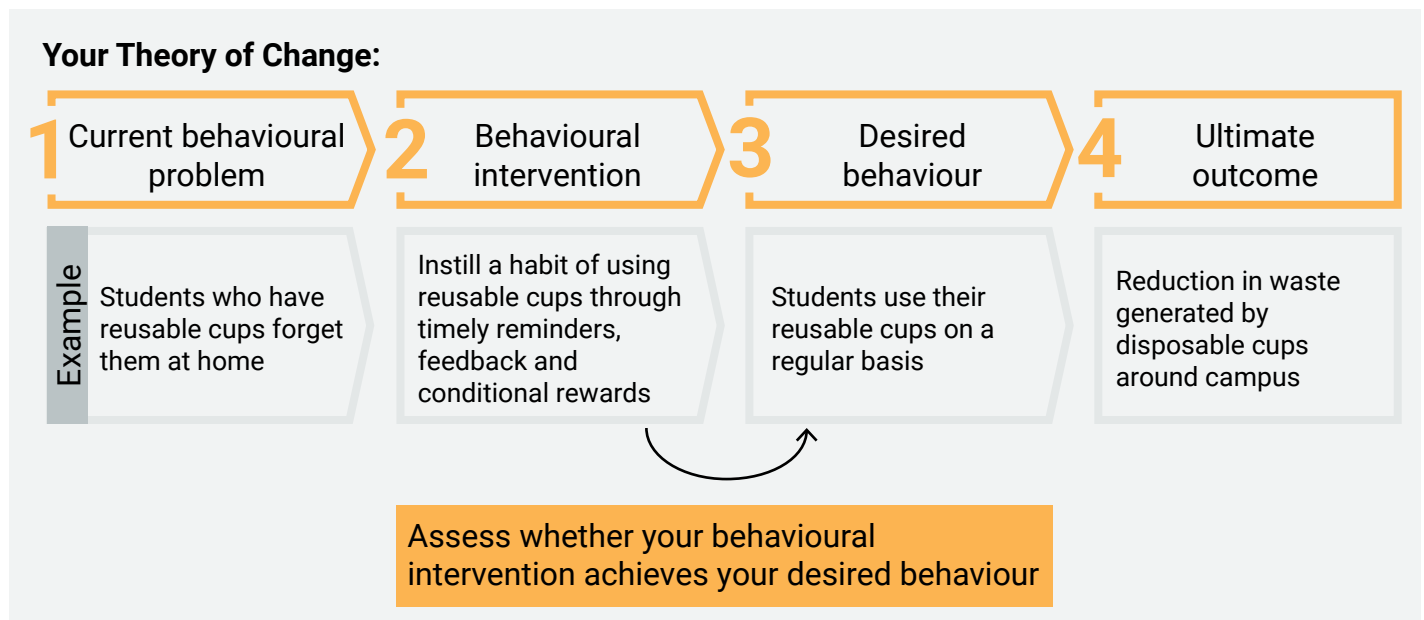 Your Theory of Change:
1 Current behavioural
problem
2 Behavioural
intervention
3 Desired
behaviour
4 Ultimate
outcome
Example
Students who have
reusable cups forget
them at home
Instill a habit of using
reusable cups through
timely reminders,
feedback and
conditional rewards
Students use their
reusable cups on a
regular basis
Reduction in waste
generated by
disposable cups
around campus
Assess whether your behavioural
intervention achieves your desired behaviour